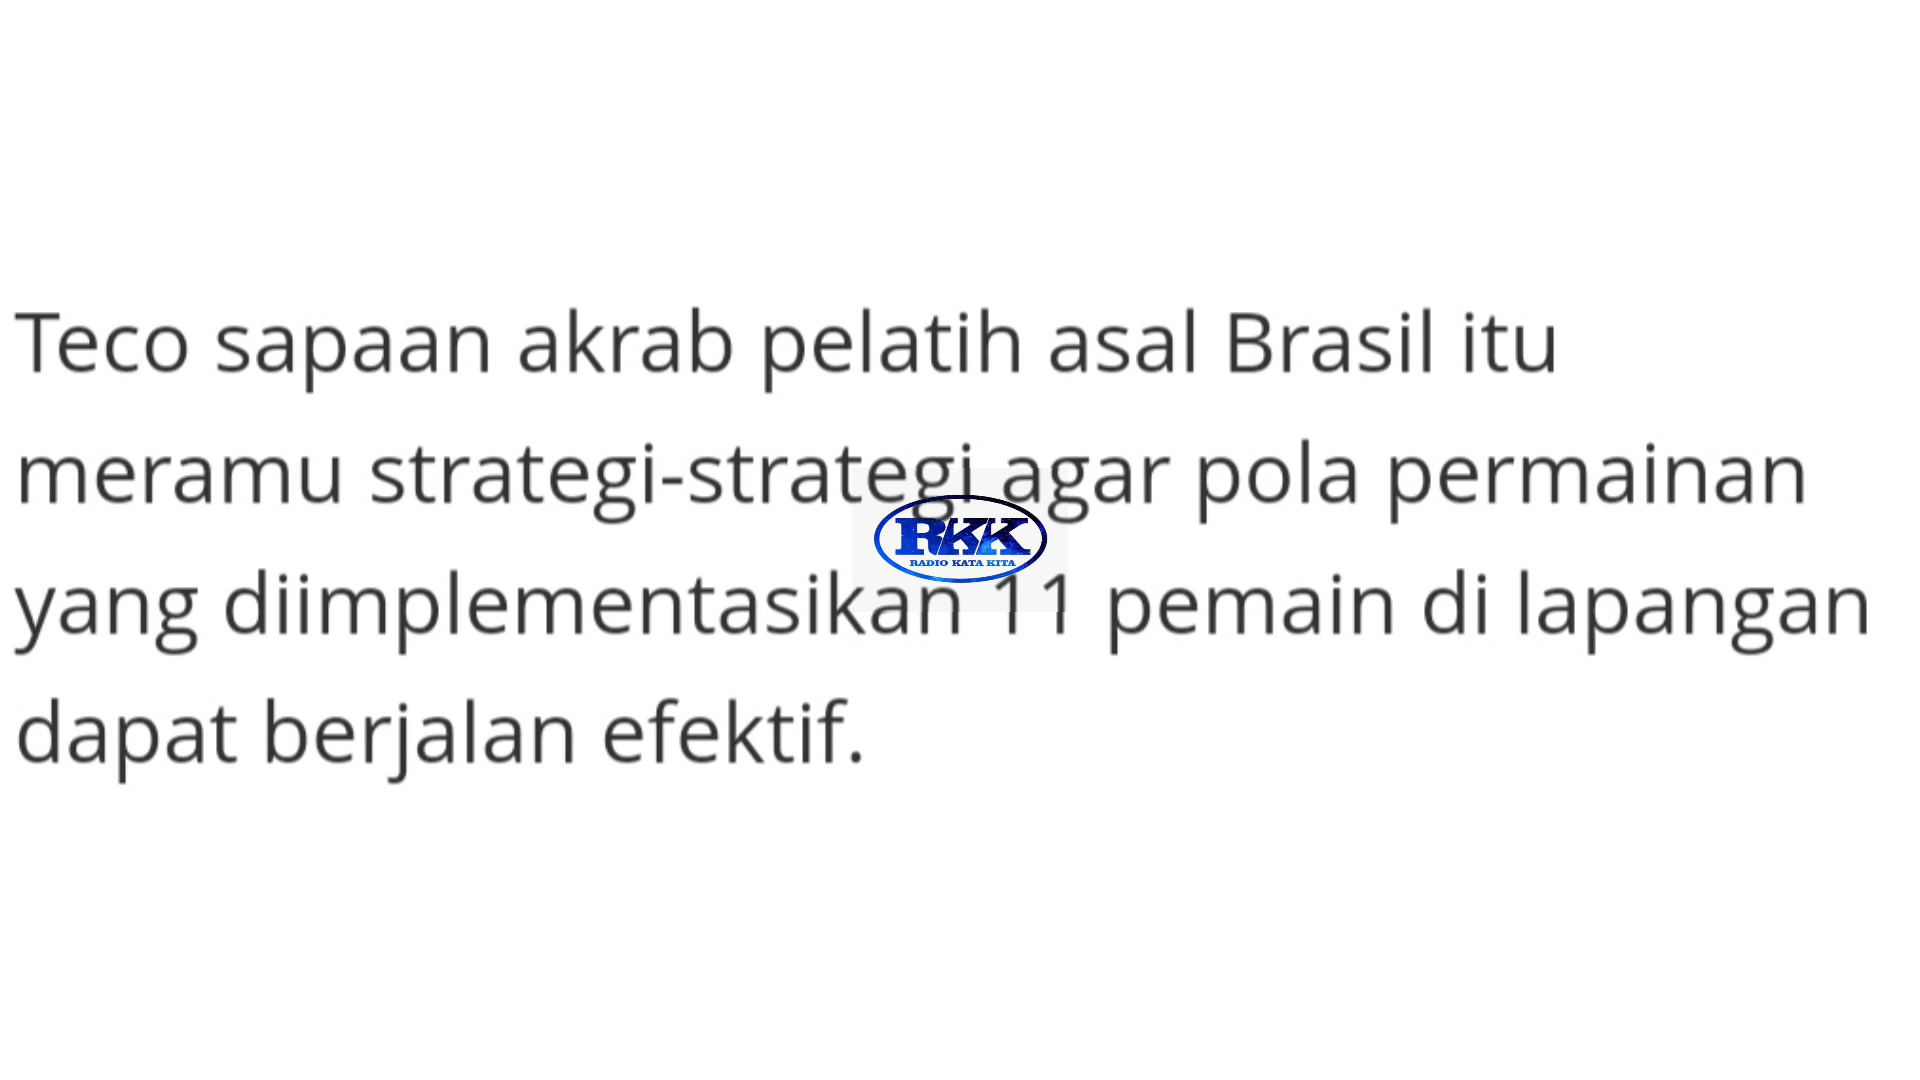 Teco sapaan akrab pelatih asal Brasil itu
meramu strategi-strategi agar pola permainan
RKK
RADIO KATA KITA
yang diimplementasikan 11 pemain di lapangan
dapat berjalan efektif.